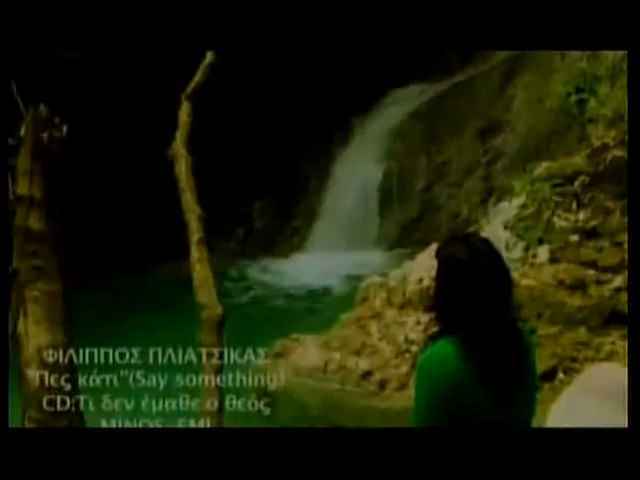 ΦΙΛΙΠΠΟΣ ΠΛΙΑΤΣΙΚΑΣ
"Πες κάτι"(Say something)
CD:Τι δεν έμαθε ο θεός
MINOS EMI